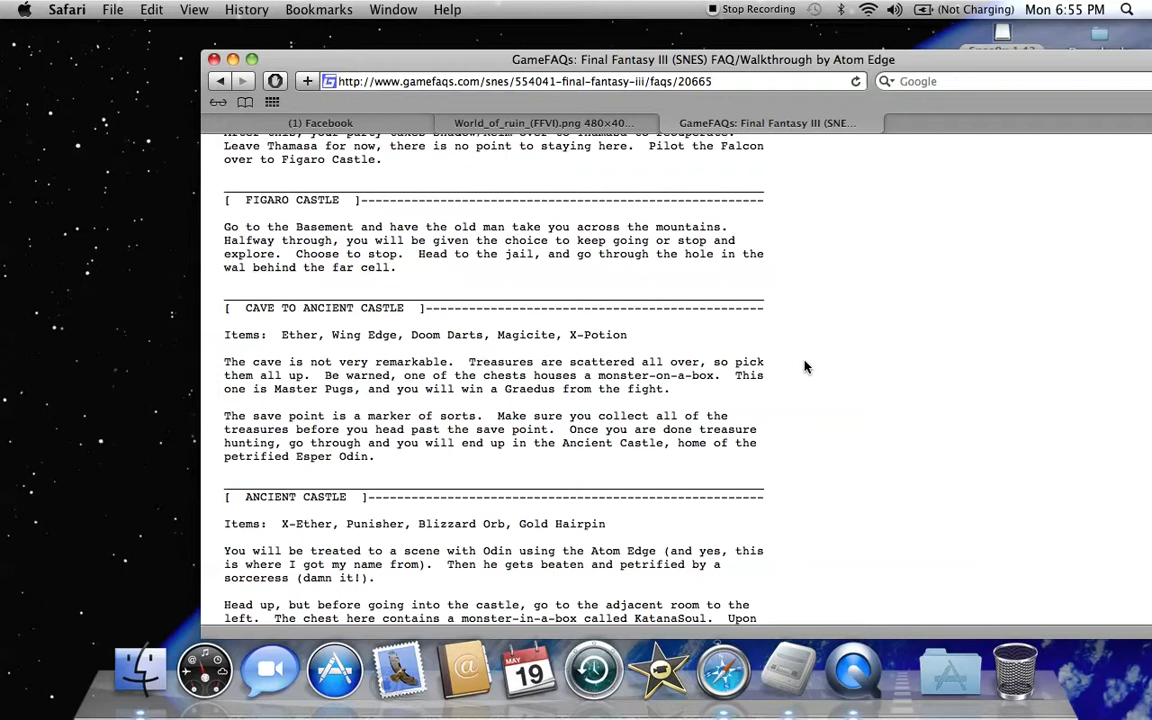 Safari File Edit View History Bookmarks Window Help Stop Recording (Not Charging) Mon 6:55 PM
GameFAQs: Final Fantasy III (SNES) FAQ/Walkthrough by Atom Edge
http://www.gamefaqs.com/snes/554041-final-fantasy-iii/faqs/20665 Google
(1) Facebook World_of_ruin_(FFVI).png 480×40... GameFAQs: Final Fantasy III (SNE...
After this, your party takes Shadow/Relm over to Thamasa to recuperate.
Leave Thamasa for now, there is no point to staying here.  Pilot the Falcon
over to Figaro Castle.
[  FIGARO CASTLE  ]--------------------------------------------------------
Go to the Basement and have the old man take you across the mountains.
Halfway through, you will be given the choice to keep going or stop and
explore.  Choose to stop.  Head to the jail, and go through the hole in the
wal behind the far cell.
[  CAVE TO ANCIENT CASTLE  ]-----------------------------------------------
Items:  Ether, Wing Edge, Doom Darts, Magicite, X-Potion
The cave is not very remarkable.  Treasures are scattered all over, so pick
them all up.  Be warned, one of the chests houses a monster-on-a-box.  This
one is Master Pugs, and you will win a Graedus from the fight.
The save point is a marker of sorts.  Make sure you collect all of the
treasures before you head past the save point.  Once you are done treasure
hunting, go through and you will end up in the Ancient Castle, home of the
petrified Esper Odin.
[  ANCIENT CASTLE  ]-------------------------------------------------------
Items:  X-Ether, Punisher, Blizzard Orb, Gold Hairpin
You will be treated to a scene with Odin using the Atom Edge (and yes, this
is where I got my name from).  Then he gets beaten and petrified by a
sorceress (damn it!).
Head up, but before going into the castle, go to the adjacent room to the
left.  The chest here contains a monster-in-a-box called KatanaSoul.  Upon
MAY
19